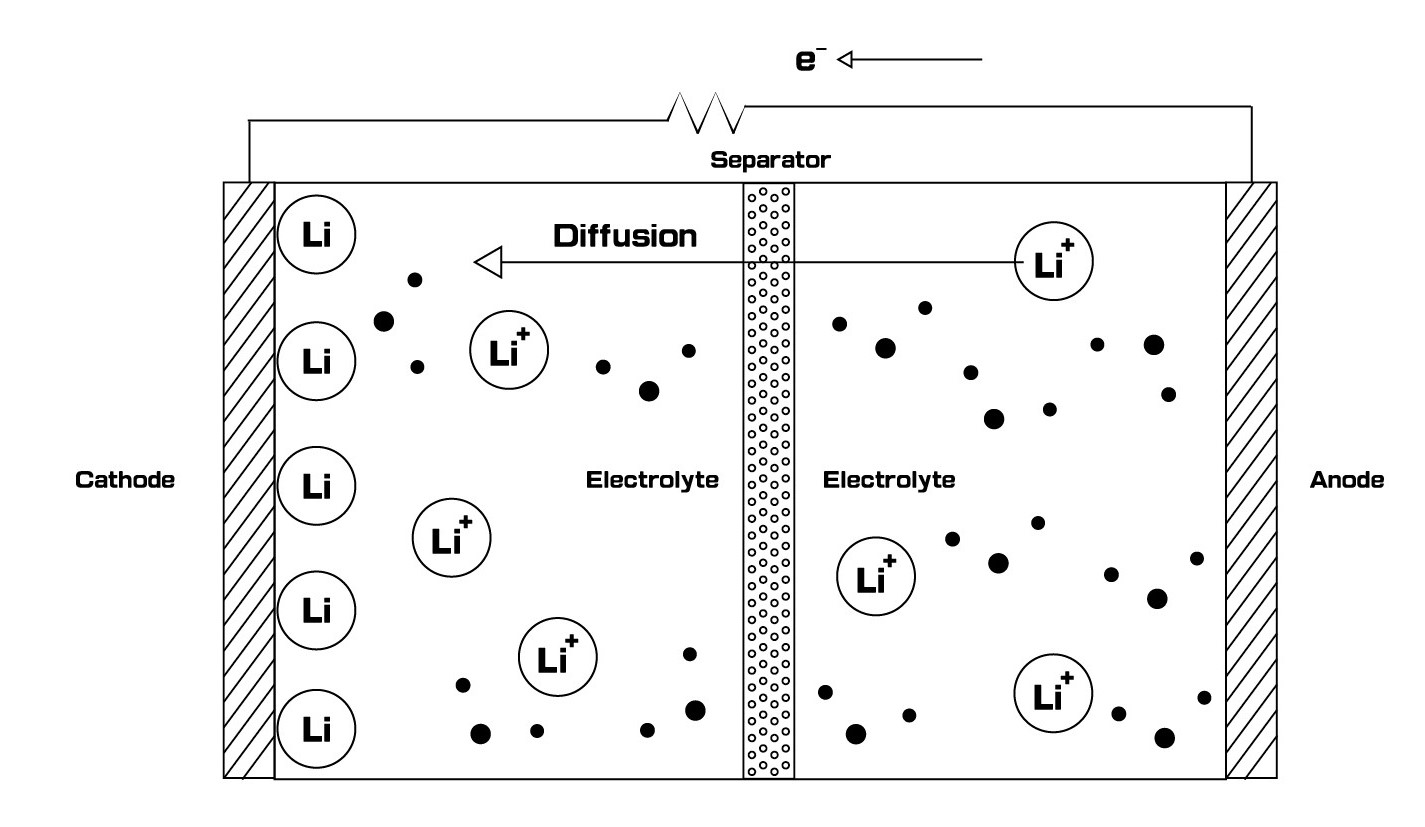 e⁻
Separator
Diffusion
Li
Li⁺
Li
Li⁺
Cathode
Li
Electrolyte
Electrolyte
Anode
Li⁺
Li⁺
Li
Li⁺
Li⁺
Li